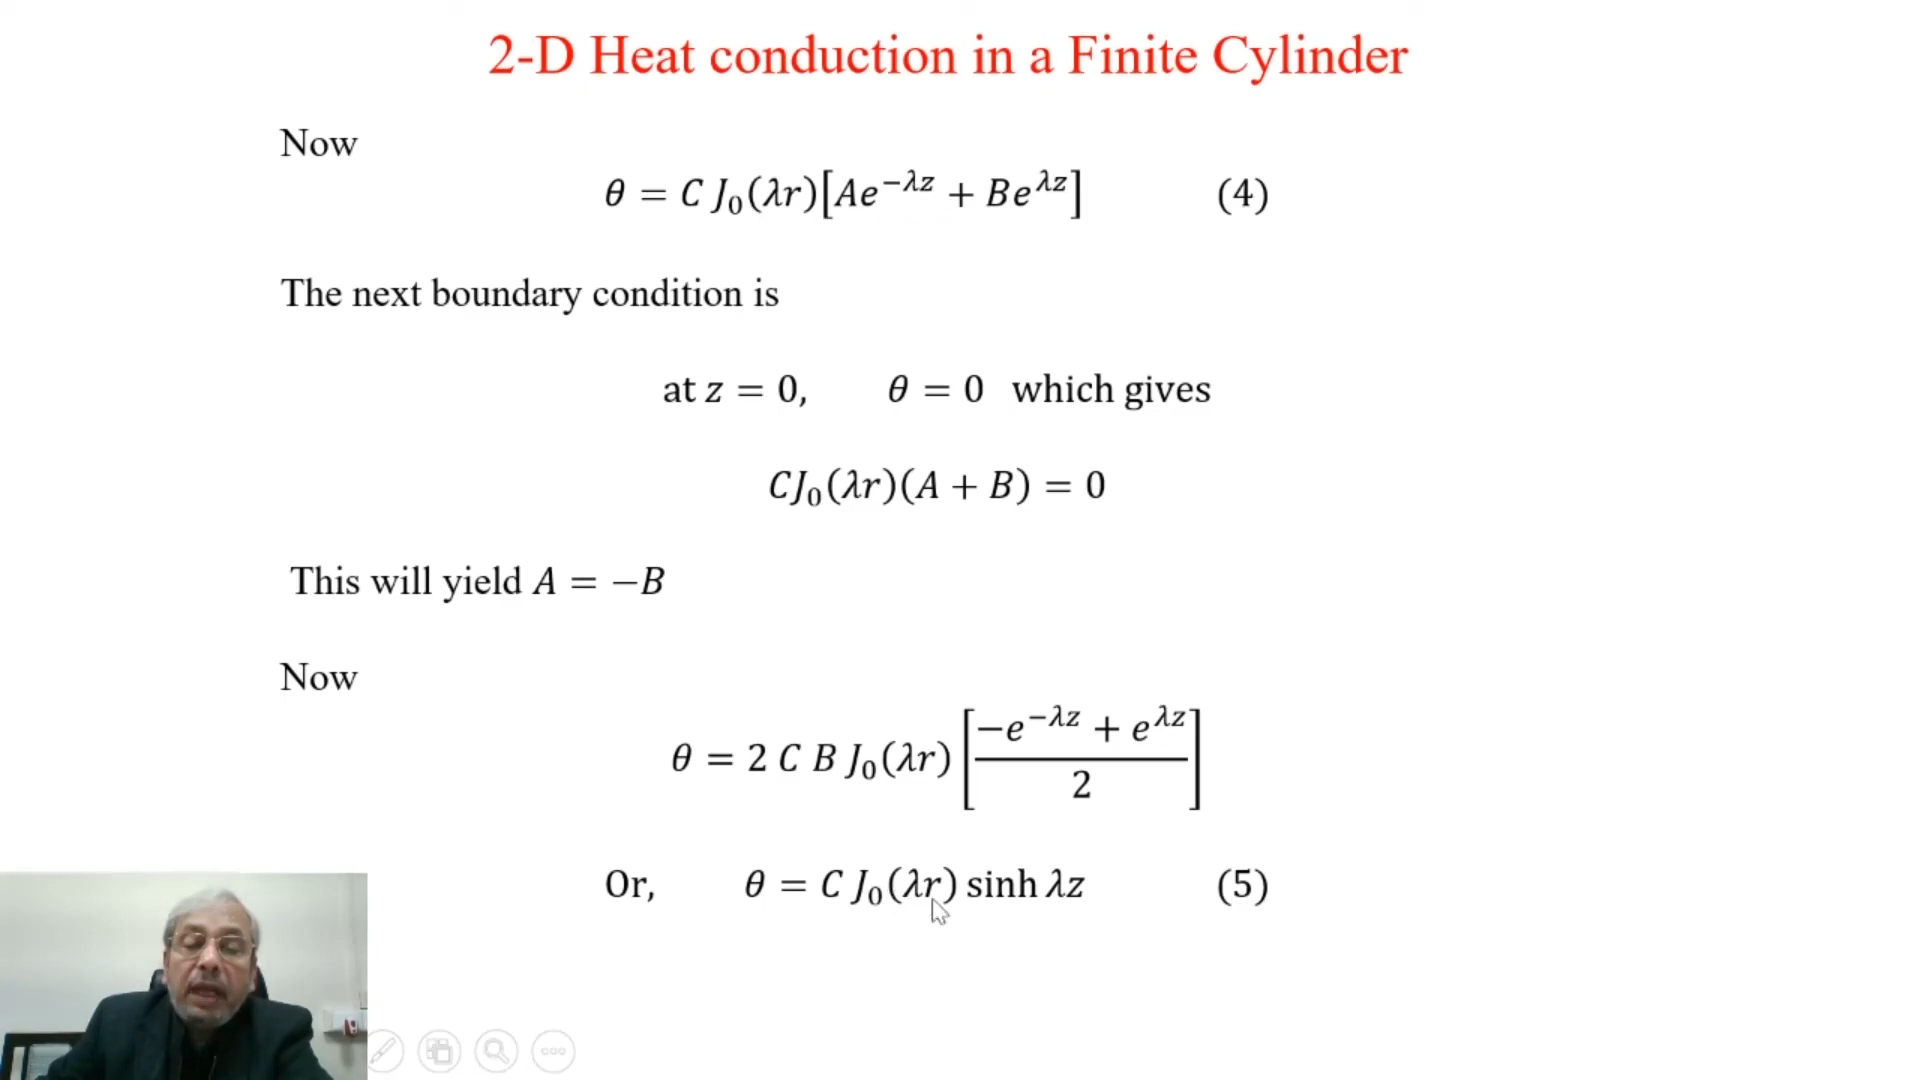 2-D Heat conduction in a Finite Cylinder
Now
θ = C J₀(λr)[Ae^{−λz} + Be^{λz}] (4)
The next boundary condition is
at z = 0, θ = 0 which gives
CJ₀(λr)(A + B) = 0
This will yield A = −B
Now
θ = 2 C B J₀(λr) [(−e^{−λz} + e^{λz})/2]
Or, θ = C J₀(λr) sinh λz (5)